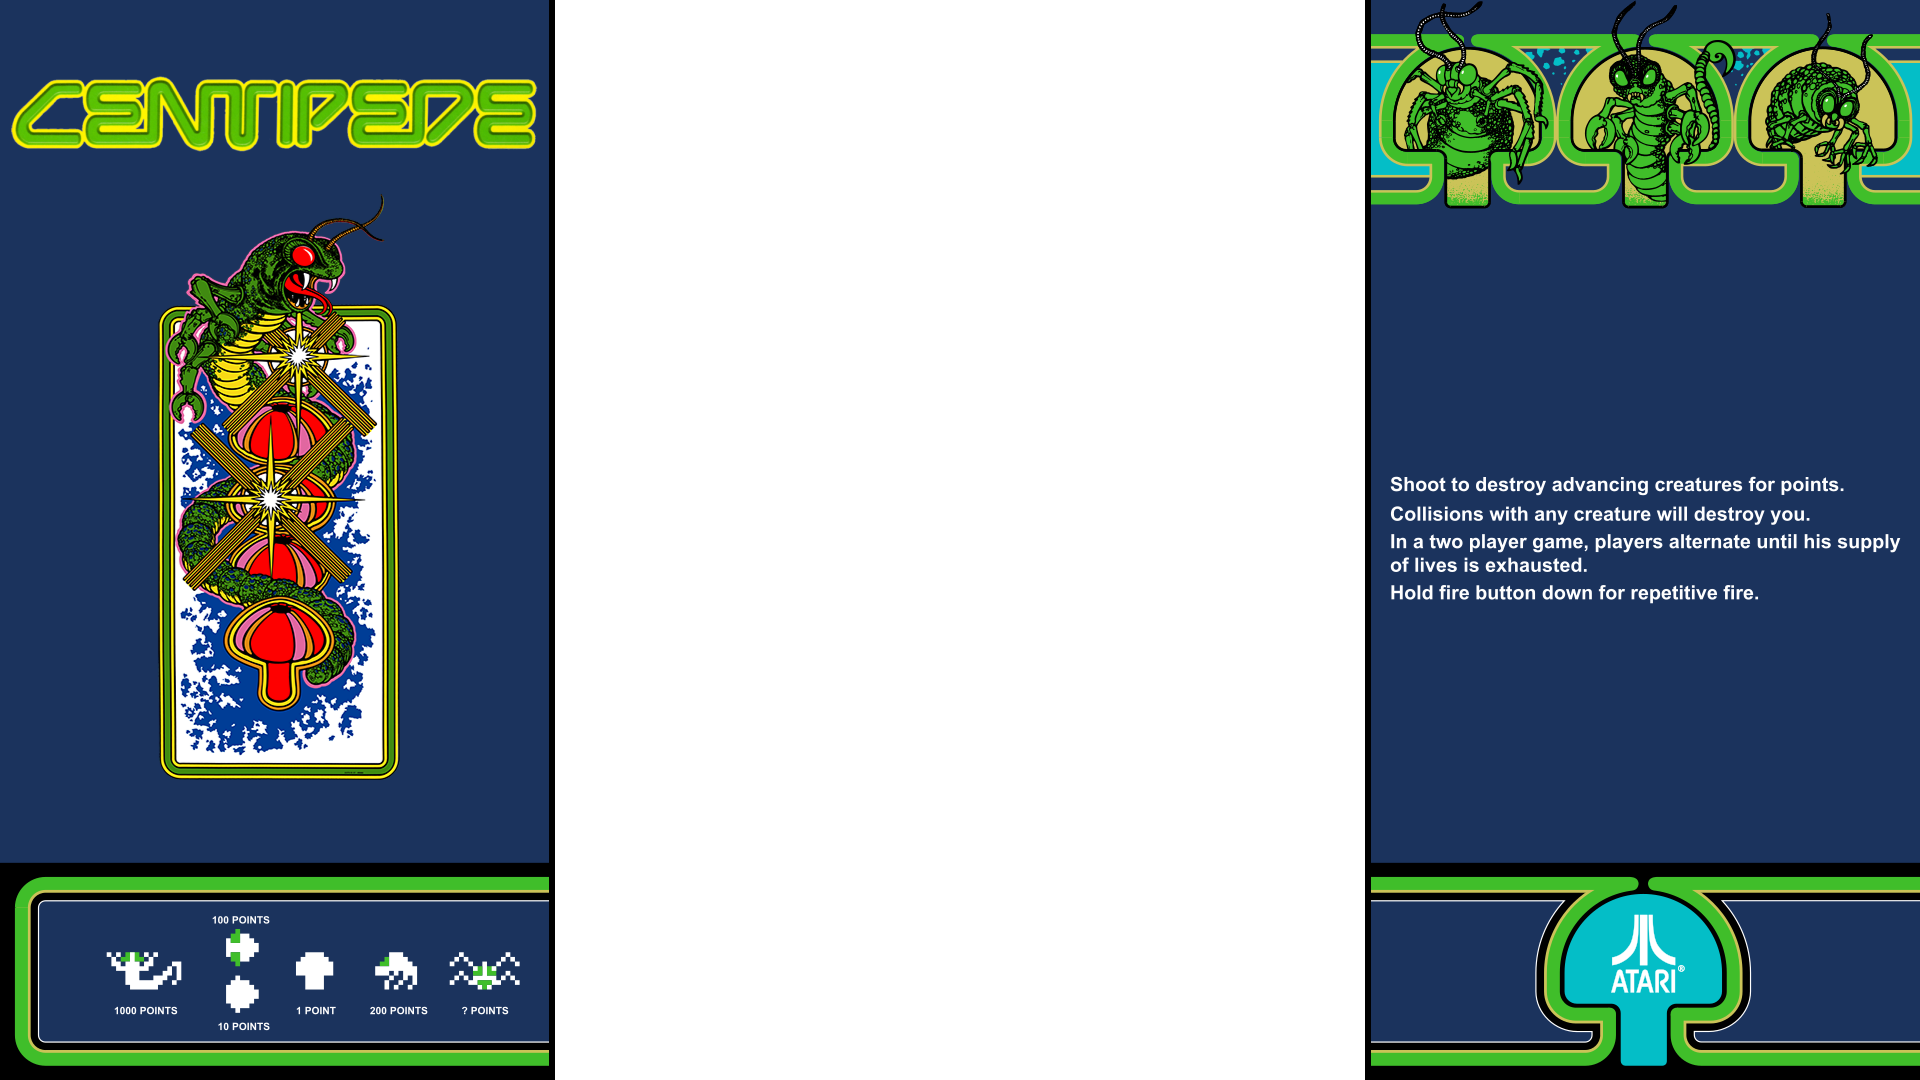 CENTIPEDE
100 POINTS
1000 POINTS
10 POINTS
1 POINT
200 POINTS
? POINTS
Shoot to destroy advancing creatures for points.
Collisions with any creature will destroy you.
In a two player game, players alternate until his supply
of lives is exhausted.
Hold fire button down for repetitive fire.
ATARI®